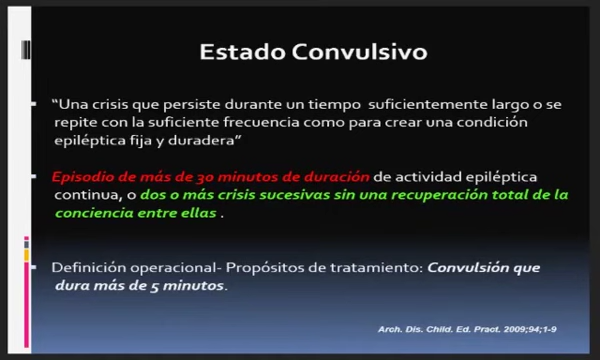 Estado Convulsivo
“Una crisis que persiste durante un tiempo suficientemente largo o se
repite con la suficiente frecuencia como para crear una condición
epiléptica fija y duradera”
Episodio de más de 30 minutos de duración de actividad epiléptica
continua, o dos o más crisis sucesivas sin una recuperación total de la
conciencia entre ellas .
Definición operacional- Propósitos de tratamiento: Convulsión que
dura más de 5 minutos.
Arch. Dis. Child. Ed. Pract. 2009;94;1-9